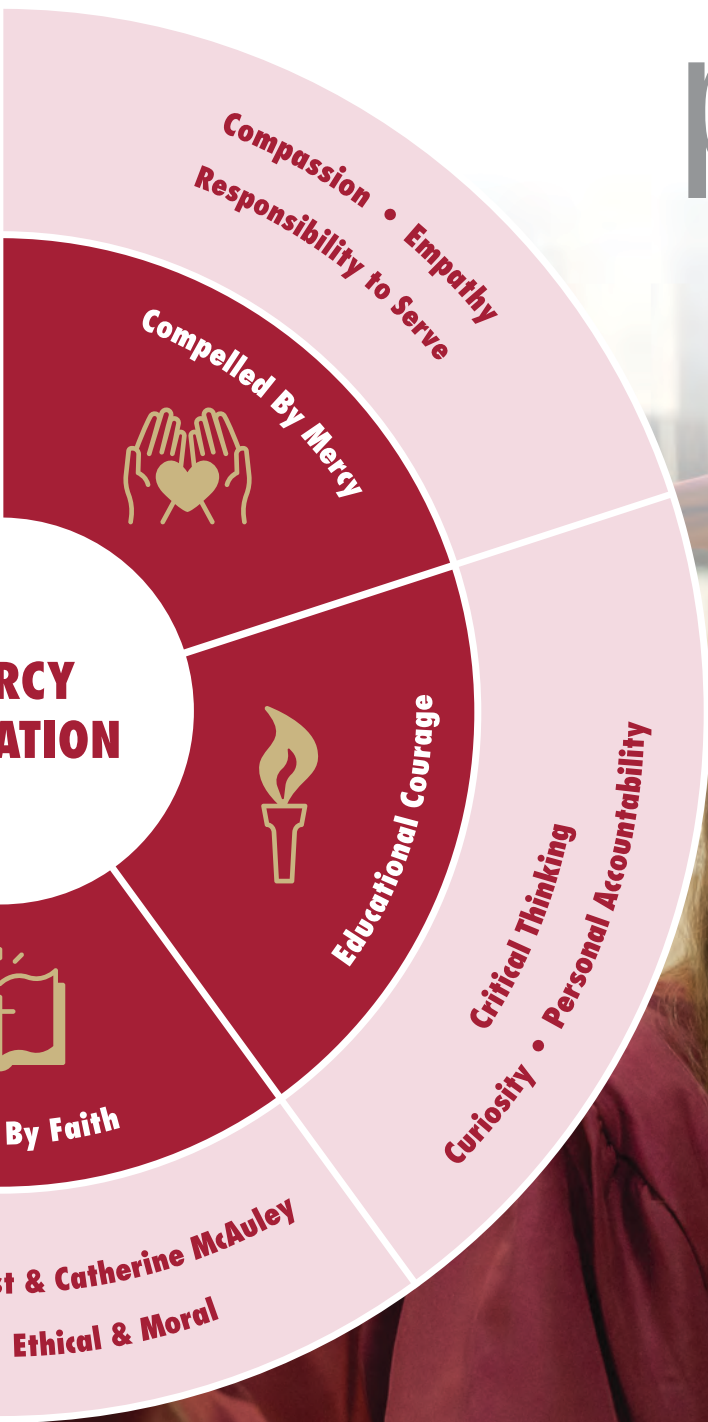 Compassion • Empathy
Responsibility to Serve
Compelled By Mercy
RCY
ATION
Educational Courage
Critical Thinking
Curiosity • Personal Accountability
By Faith
st & Catherine McAuley
Ethical & Moral
p